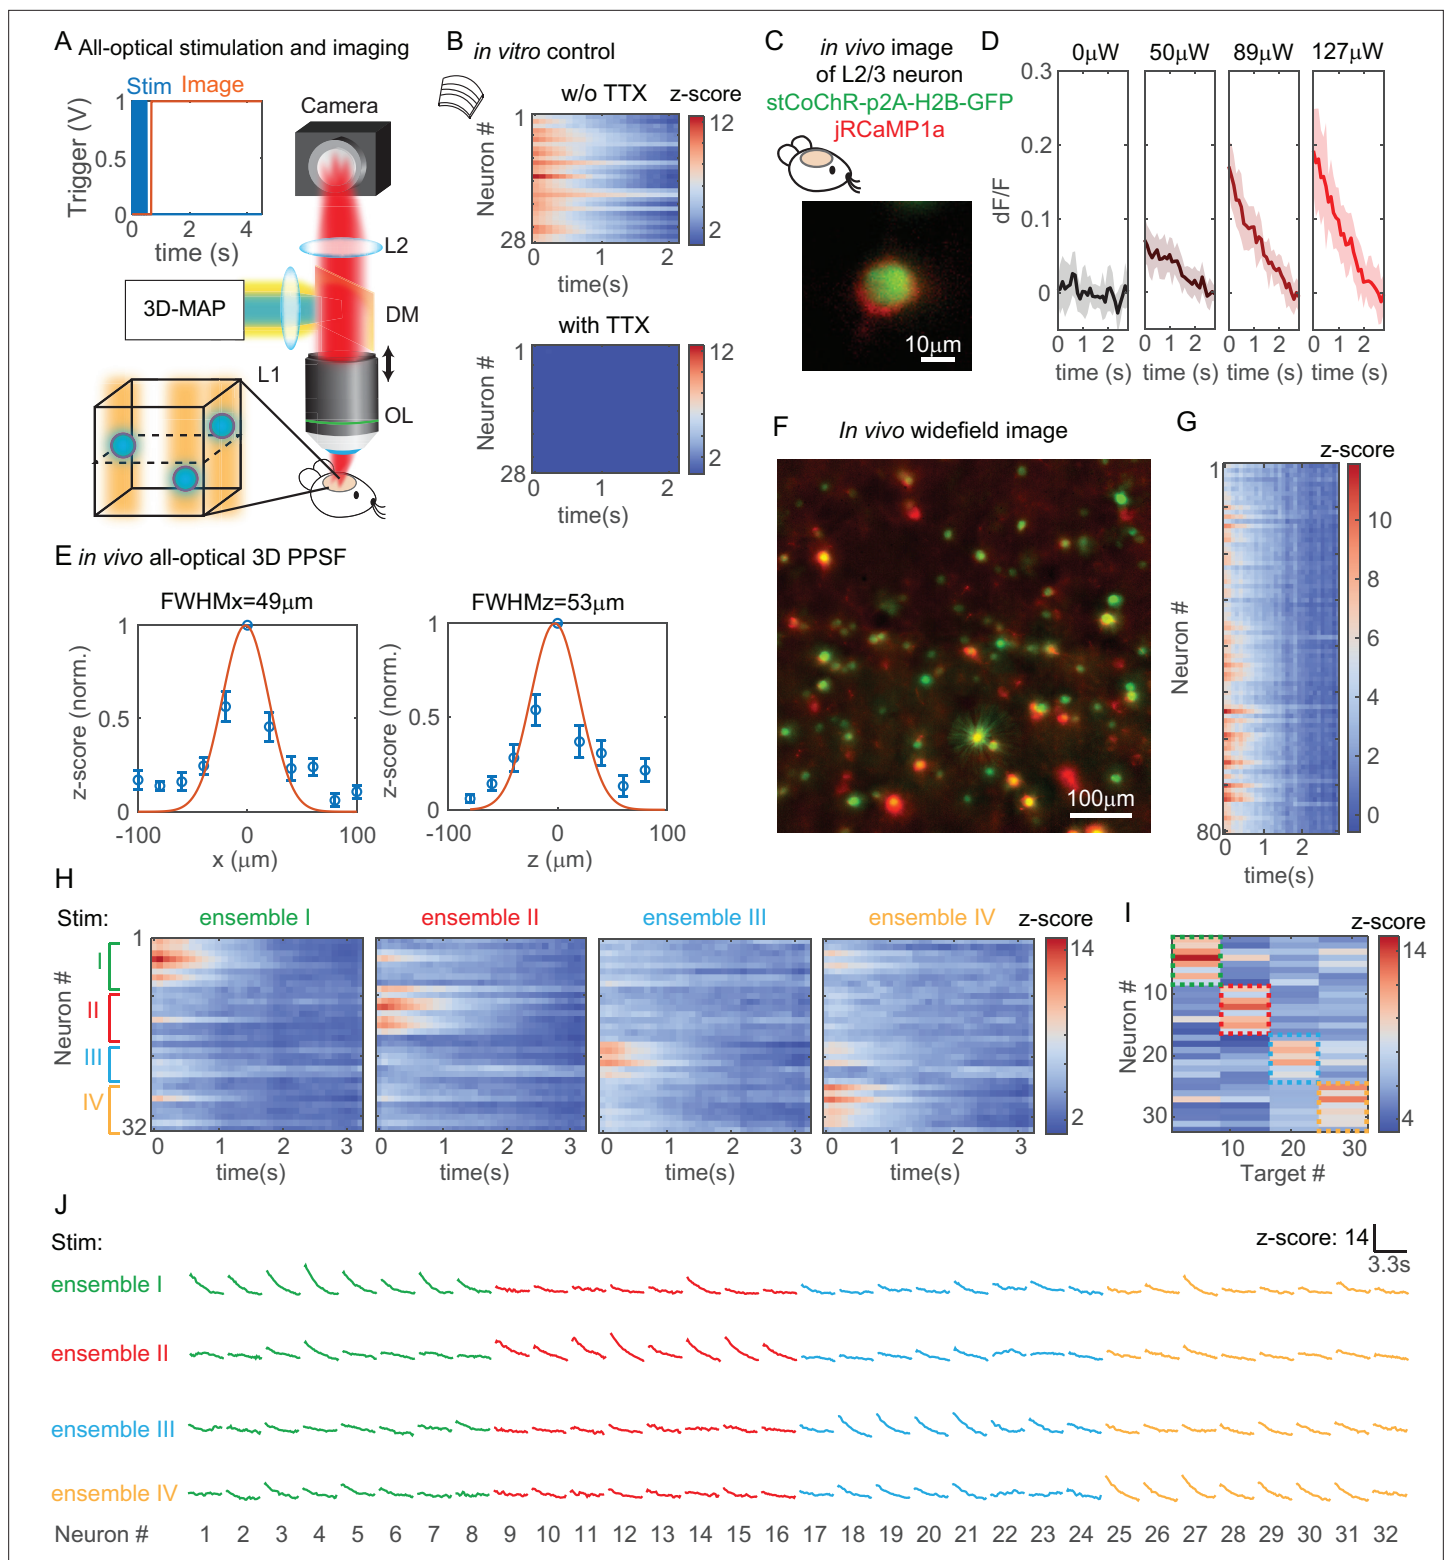 A All-optical stimulation and imaging
Stim Image
Trigger (V)
1
0.5
0
0 2 4
time (s)
Camera
L2
3D-MAP
DM
L1
OL
B in vitro control
w/o TTX z-score
Neuron #
1
28
0 1 2
time(s)
12
2
with TTX
Neuron #
1
28
0 1 2
time(s)
12
2
C in vivo image
of L2/3 neuron
stCoChR-p2A-H2B-GFP
jRCaMP1a
10μm
D
0μW 50μW 89μW 127μW
dF/F
0.3
0.2
0.1
0
0 1 2 0 1 2 0 1 2 0 1 2
time (s) time (s) time (s) time (s)
E in vivo all-optical 3D PPSF
FWHMx=49μm
z-score (norm.)
1
0.5
0
-100 0 100
x (μm)
FWHMz=53μm
z-score (norm.)
1
0.5
0
-100 0 100
z (μm)
F In vivo widefield image
100μm
G
z-score
Neuron #
1
80
0 1 2
time(s)
10
8
6
4
2
0
H
Stim: ensemble I ensemble II ensemble III ensemble IV z-score
Neuron #
1
I
II
III
IV
32
0 1 2 3 0 1 2 3 0 1 2 3 0 1 2 3
time(s) time(s) time(s) time(s)
14
2
I
z-score
Neuron #
10
20
30
10 20 30
Target #
14
4
J
Stim:
z-score: 14
3.3s
ensemble I
ensemble II
ensemble III
ensemble IV
Neuron # 1 2 3 4 5 6 7 8 9 10 11 12 13 14 15 16 17 18 19 20 21 22 23 24 25 26 27 28 29 30 31 32